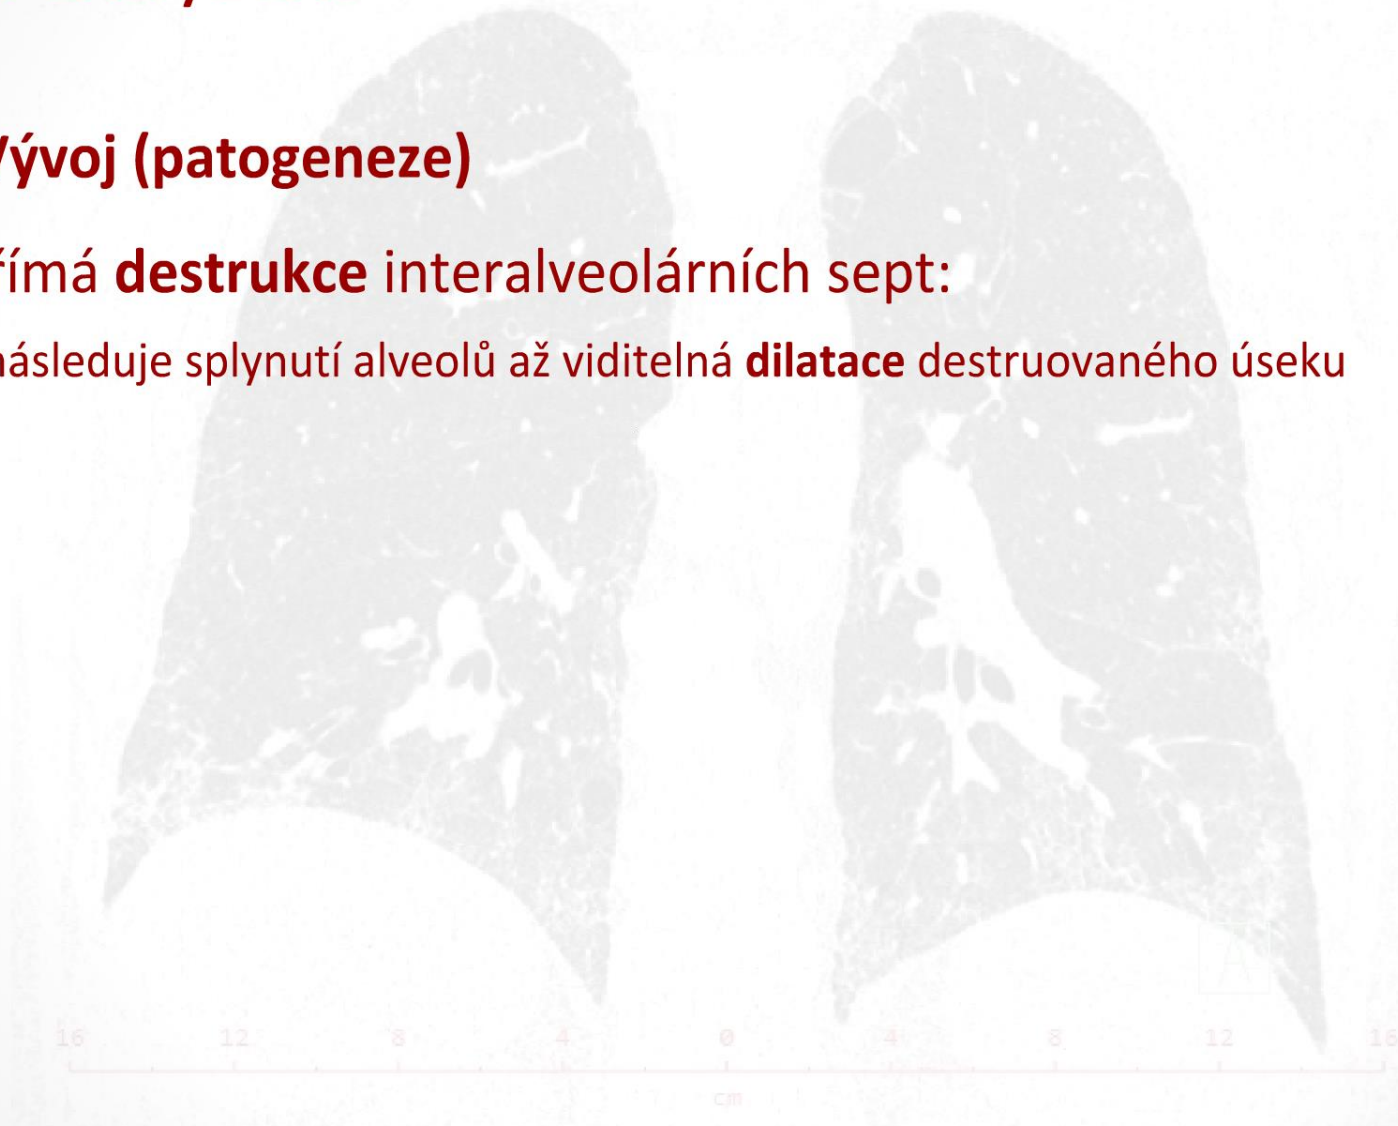 Vývoj (patogeneze)
římá destrukce interalveolárních sept:
následuje splynutí alveolů až viditelná dilatace destruovaného úseku
A
16 12 8 4 0 4 8 12 16
cm